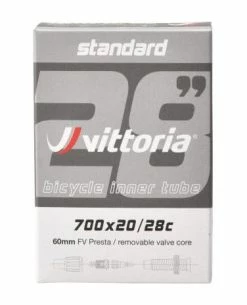 standard
28"
vittoria
bicycle inner tube
700x20/28c
60mm FV Presta / removable valve core